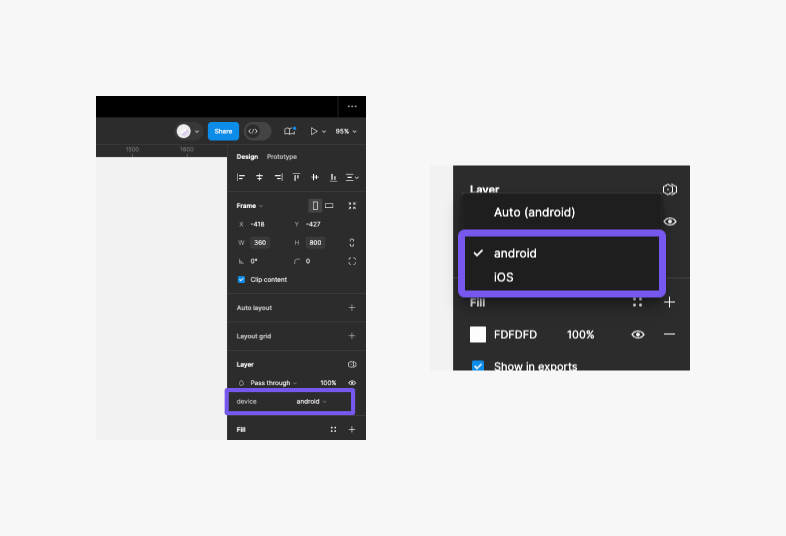 Share
95%
1500 1600
Design Prototype
Frame
X -418 Y -427
W 360 H 800
0° 0
Clip content
Auto layout
Layout grid
Layer
Pass through 100%
device android
Fill
Layer
Auto (android)
android
iOS
Fill
FDFDFD 100%
Show in exports